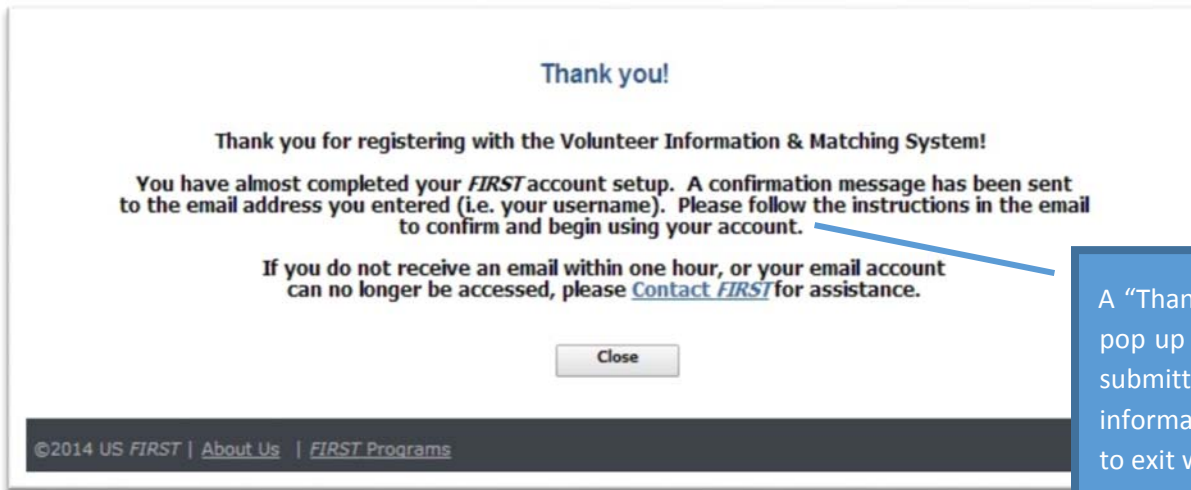 Thank you!
Thank you for registering with the Volunteer Information & Matching System!
You have almost completed your FIRST account setup. A confirmation message has been sent
to the email address you entered (i.e. your username). Please follow the instructions in the email
to confirm and begin using your account.
If you do not receive an email within one hour, or your email account
can no longer be accessed, please Contact FIRST for assistance.
Close
©2014 US FIRST | About Us | FIRST Programs
A “Than
pop up
submitt
informa
to exit w